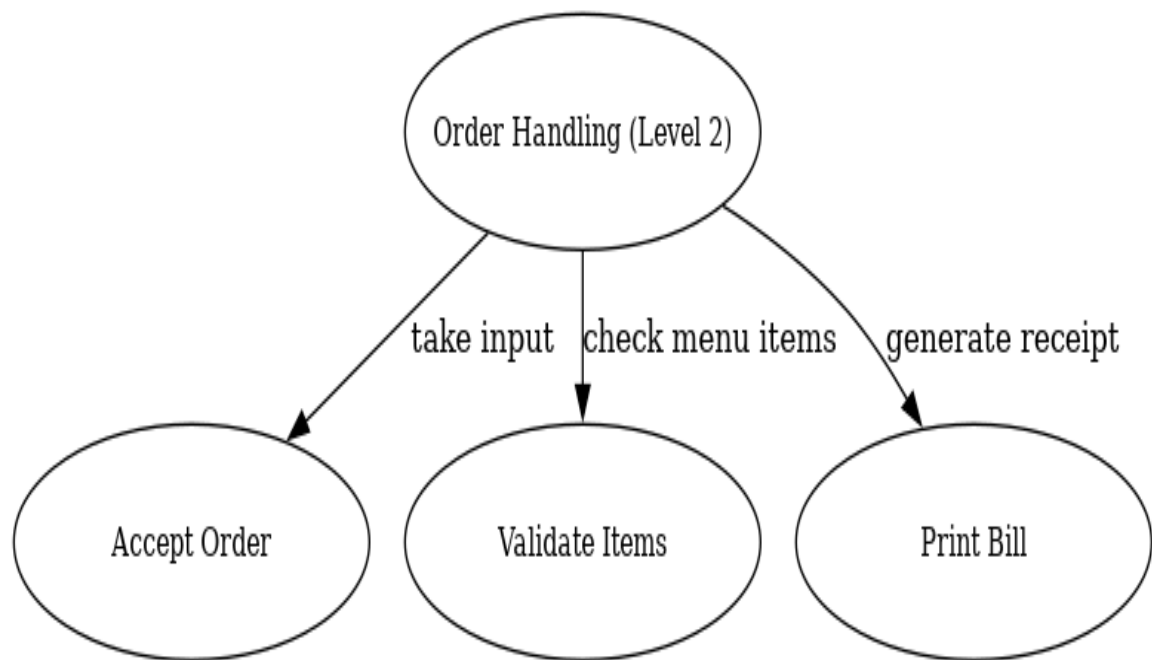 Order Handling (Level 2)
take input
check menu items
generate receipt
Accept Order
Validate Items
Print Bill